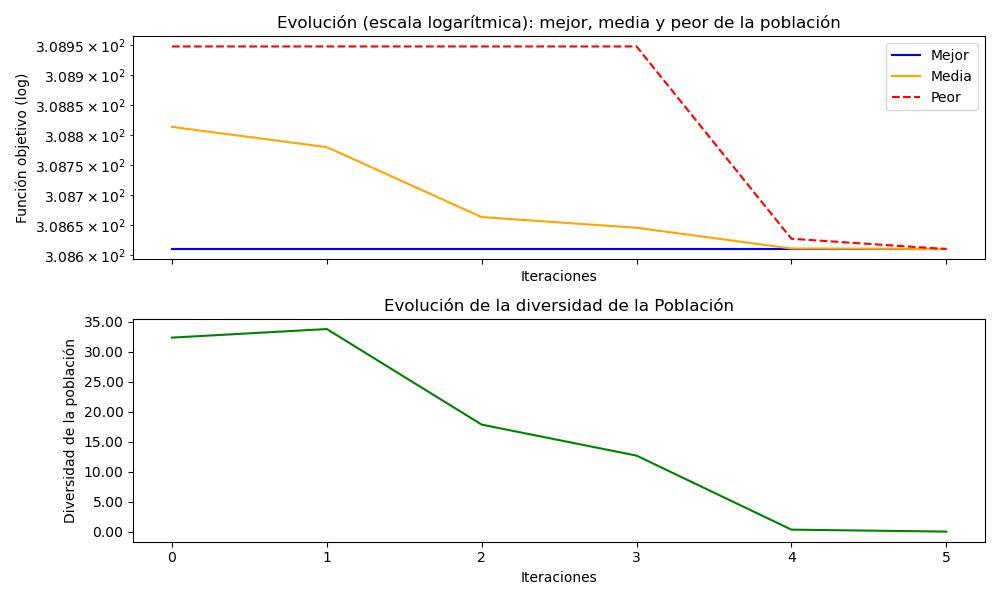 Evolución (escala logarítmica): mejor, media y peor de la población
Función objetivo (log)
3.0895 × 10²
3.089 × 10²
3.0885 × 10²
3.088 × 10²
3.0875 × 10²
3.087 × 10²
3.0865 × 10²
3.086 × 10²
Mejor
Media
Peor
Iteraciones
Evolución de la diversidad de la Población
Diversidad de la población
35.00
30.00
25.00
20.00
15.00
10.00
5.00
0.00
0 1 2 3 4 5
Iteraciones